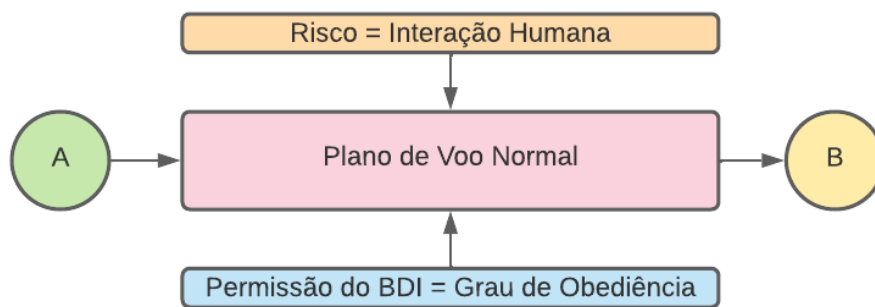 Risco = Interação Humana
A
Plano de Voo Normal
B
Permissão do BDI = Grau de Obediência